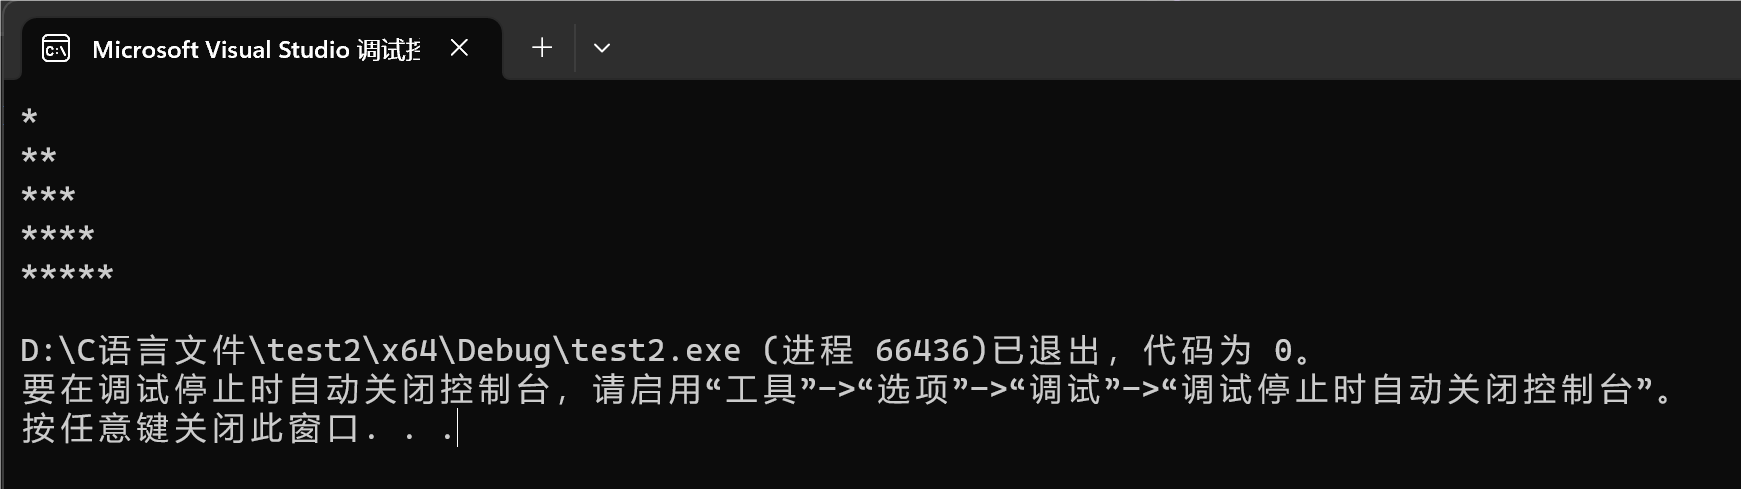 Microsoft Visual Studio 调试控
*
**
***
****
*****
D:\C语言文件\test2\x64\Debug\test2.exe (进程 66436)已退出，代码为 0。
要在调试停止时自动关闭控制台，请启用“工具”->“选项”->“调试”->“调试停止时自动关闭控制台”。
按任意键关闭此窗口. . .